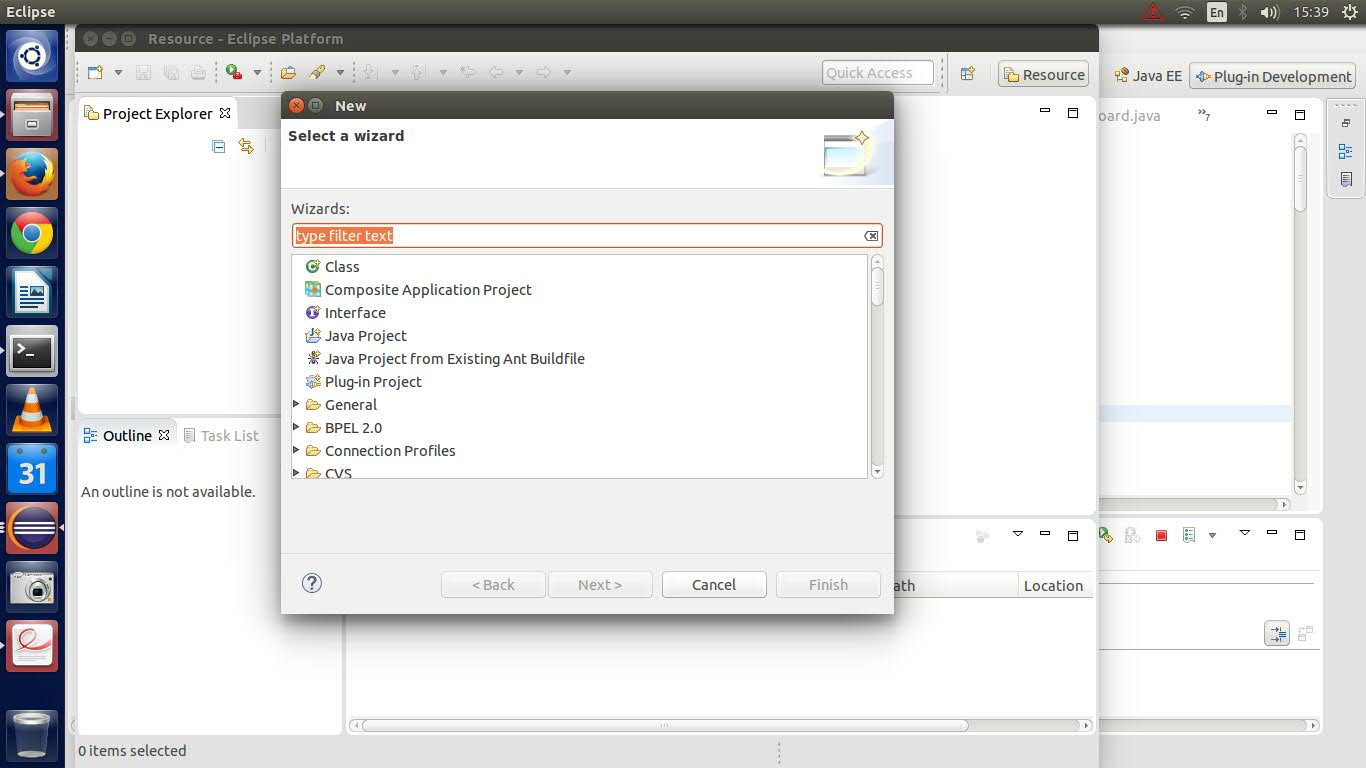 Eclipse
En
15:39
Resource - Eclipse Platform
Quick Access
Resource
Java EE
Plug-in Development
Project Explorer
oard.java
»7
New
Select a wizard
Wizards:
type filter text
Class
Composite Application Project
Interface
Java Project
Java Project from Existing Ant Buildfile
Plug-in Project
General
BPEL 2.0
Connection Profiles
CVS
Outline
Task List
An outline is not available.
31
< Back
Next >
Cancel
Finish
ath
Location
0 items selected